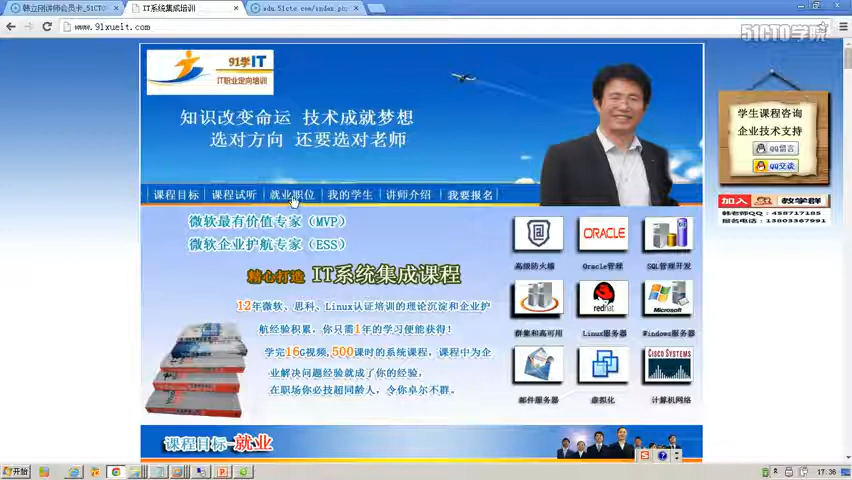 韩立刚讲师会员卡_51CTO
IT系统集成培训
edu.51cto.com/index.ph
www.91xueit.com
51CTO学院
91学IT
IT职业定向培训
知识改变命运 技术成就梦想
选对方向 还要选对老师
学生课程咨询
企业技术支持
QQ留言
QQ交谈
课程目标
课程试听
就业职位
我的学生
讲师介绍
我要报名
加入
教学群
韩老师QQ：458717185
报名电话：13803367991
微软最有价值专家（MVP）
微软企业护航专家（ESS）
精心打造 IT系统集成课程
12年微软、思科、Linux认证培训的理论沉淀和企业护
航经验积累，你只需1年的学习便能获得！
学完16G视频,500课时的系统课程，课程中为企
业解决问题经验就成了你的经验，
在职场你必技超同龄人，令你卓尔不群。
ORACLE
高级防火墙
Oracle管理
SQL管理开发
redhat
Microsoft
群集和高可用
Linux服务器
Windows服务器
CISCO SYSTEMS
邮件服务器
虚拟化
计算机网络
课程目标-就业
开始
17:36